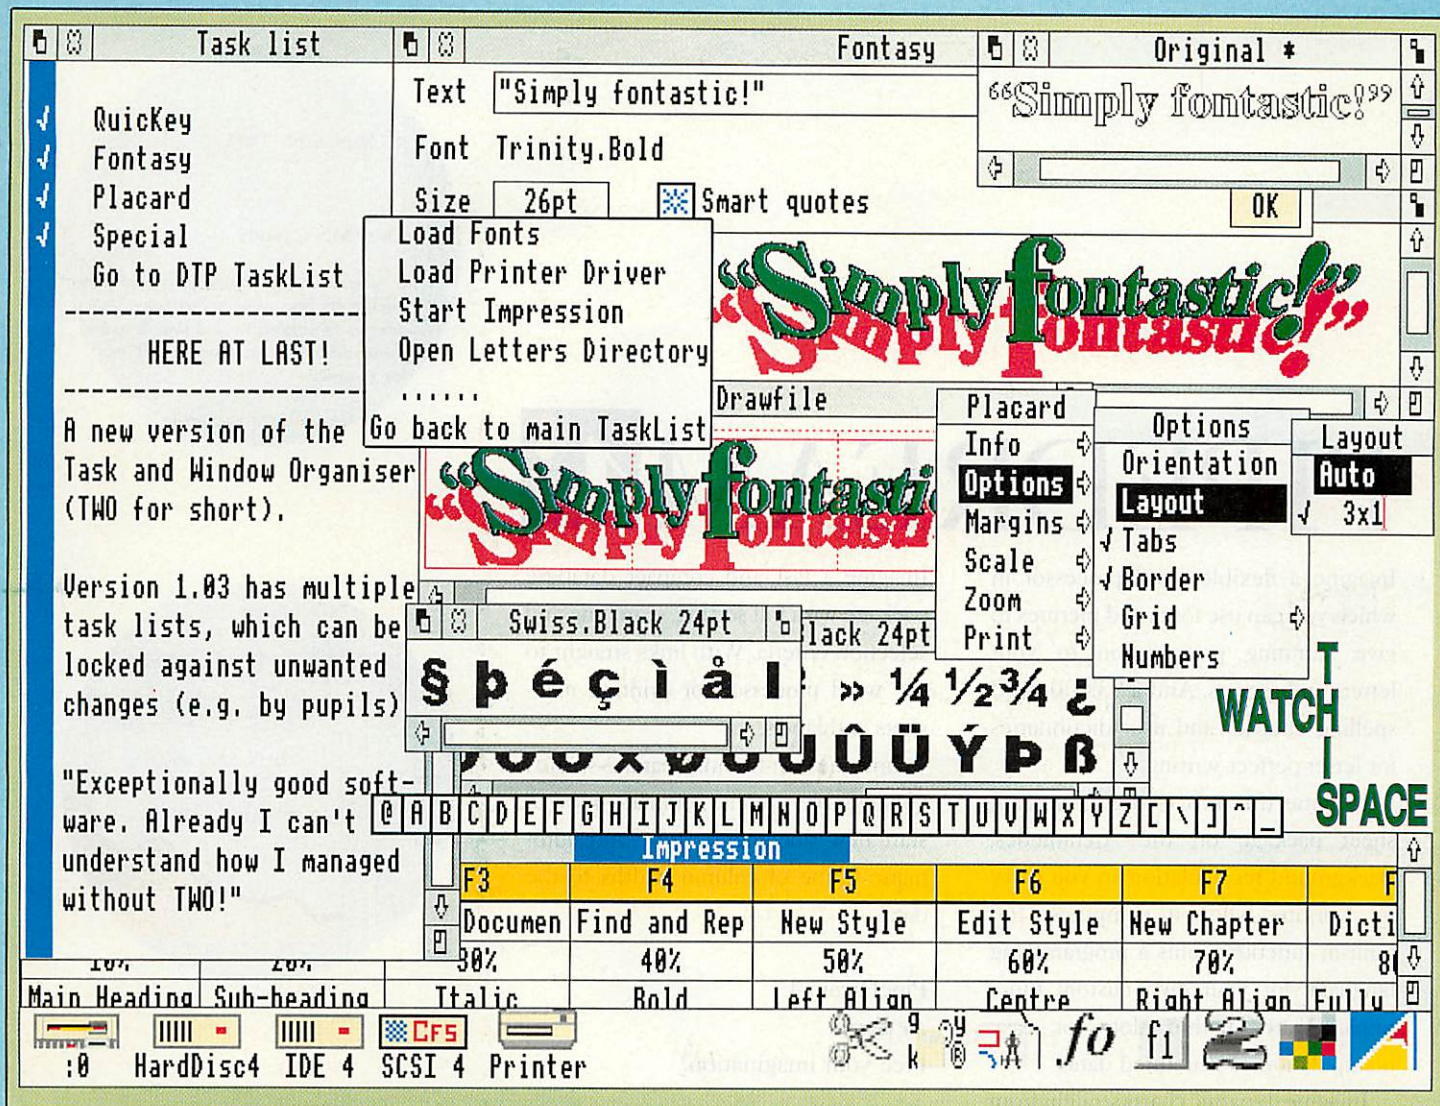 Task list
QuicKey
Fontasy
Placard
Special
Go to DTP TaskList
HERE AT LAST!
A new version of the
Task and Window Organiser
(TWO for short).
Version 1.03 has multiple
task lists, which can be
locked against unwanted
changes (e.g. by pupils)
"Exceptionally good soft-
ware. Already I can't
understand how I managed
without TWO!"
Fontasy
Text "Simply fontastic!"
Font Trinity.Bold
Size 26pt Smart quotes
OK
Original *
“Simply fontastic!”
Load Fonts
Load Printer Driver
Start Impression
Open Letters Directory
......
Go back to main TaskList
“Simply fontastic!”
Drawfile
“Simply fontasti
Placard
Info
Options
Margins
Scale
Zoom
Print
Options
Orientation
Layout
Tabs
Border
Grid
Numbers
Layout
Auto
3x1
Swiss.Black 24pt
lack 24pt
§ þ é ç ì å ¦ » ¼ ½ ¾ ¿
Û Ü Ý Þ ß
WATCH
T
I
T
SPACE
@ A B C D E F G H I J K L M N O P Q R S T U V W X Y Z [ \ ] ^ _
Impression
F3 F4 F5 F6 F7 F
Documen Find and Rep New Style Edit Style New Chapter Dicti
10% 20% 30% 40% 50% 60% 70% 8
Main Heading Sub-heading Italic Bold Left Align Centre Right Align Fully
CFS
:0 HardDisc4 IDE 4 SCSI 4 Printer
g k ÿ ® fo f1